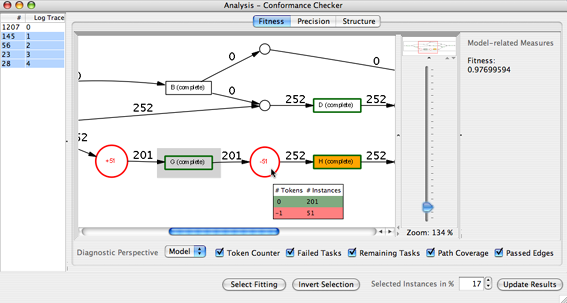 Analysis - Conformance Checker
# Log Trace
1207 0
145 1
56 2
23 3
28 4
Fitness Precision Structure
0
0
B (complete)
0
252
252
D (complete)
252
52
+51
201
G (complete)
201
-51
252
H (complete)
252
# Tokens # Instances
0 201
-1 51
Zoom: 134 %
Model-related Measures
Fitness:
0.97699594
Diagnostic Perspective Model Token Counter Failed Tasks Remaining Tasks Path Coverage Passed Edges
Select Fitting Invert Selection Selected Instances in % 17 Update Results